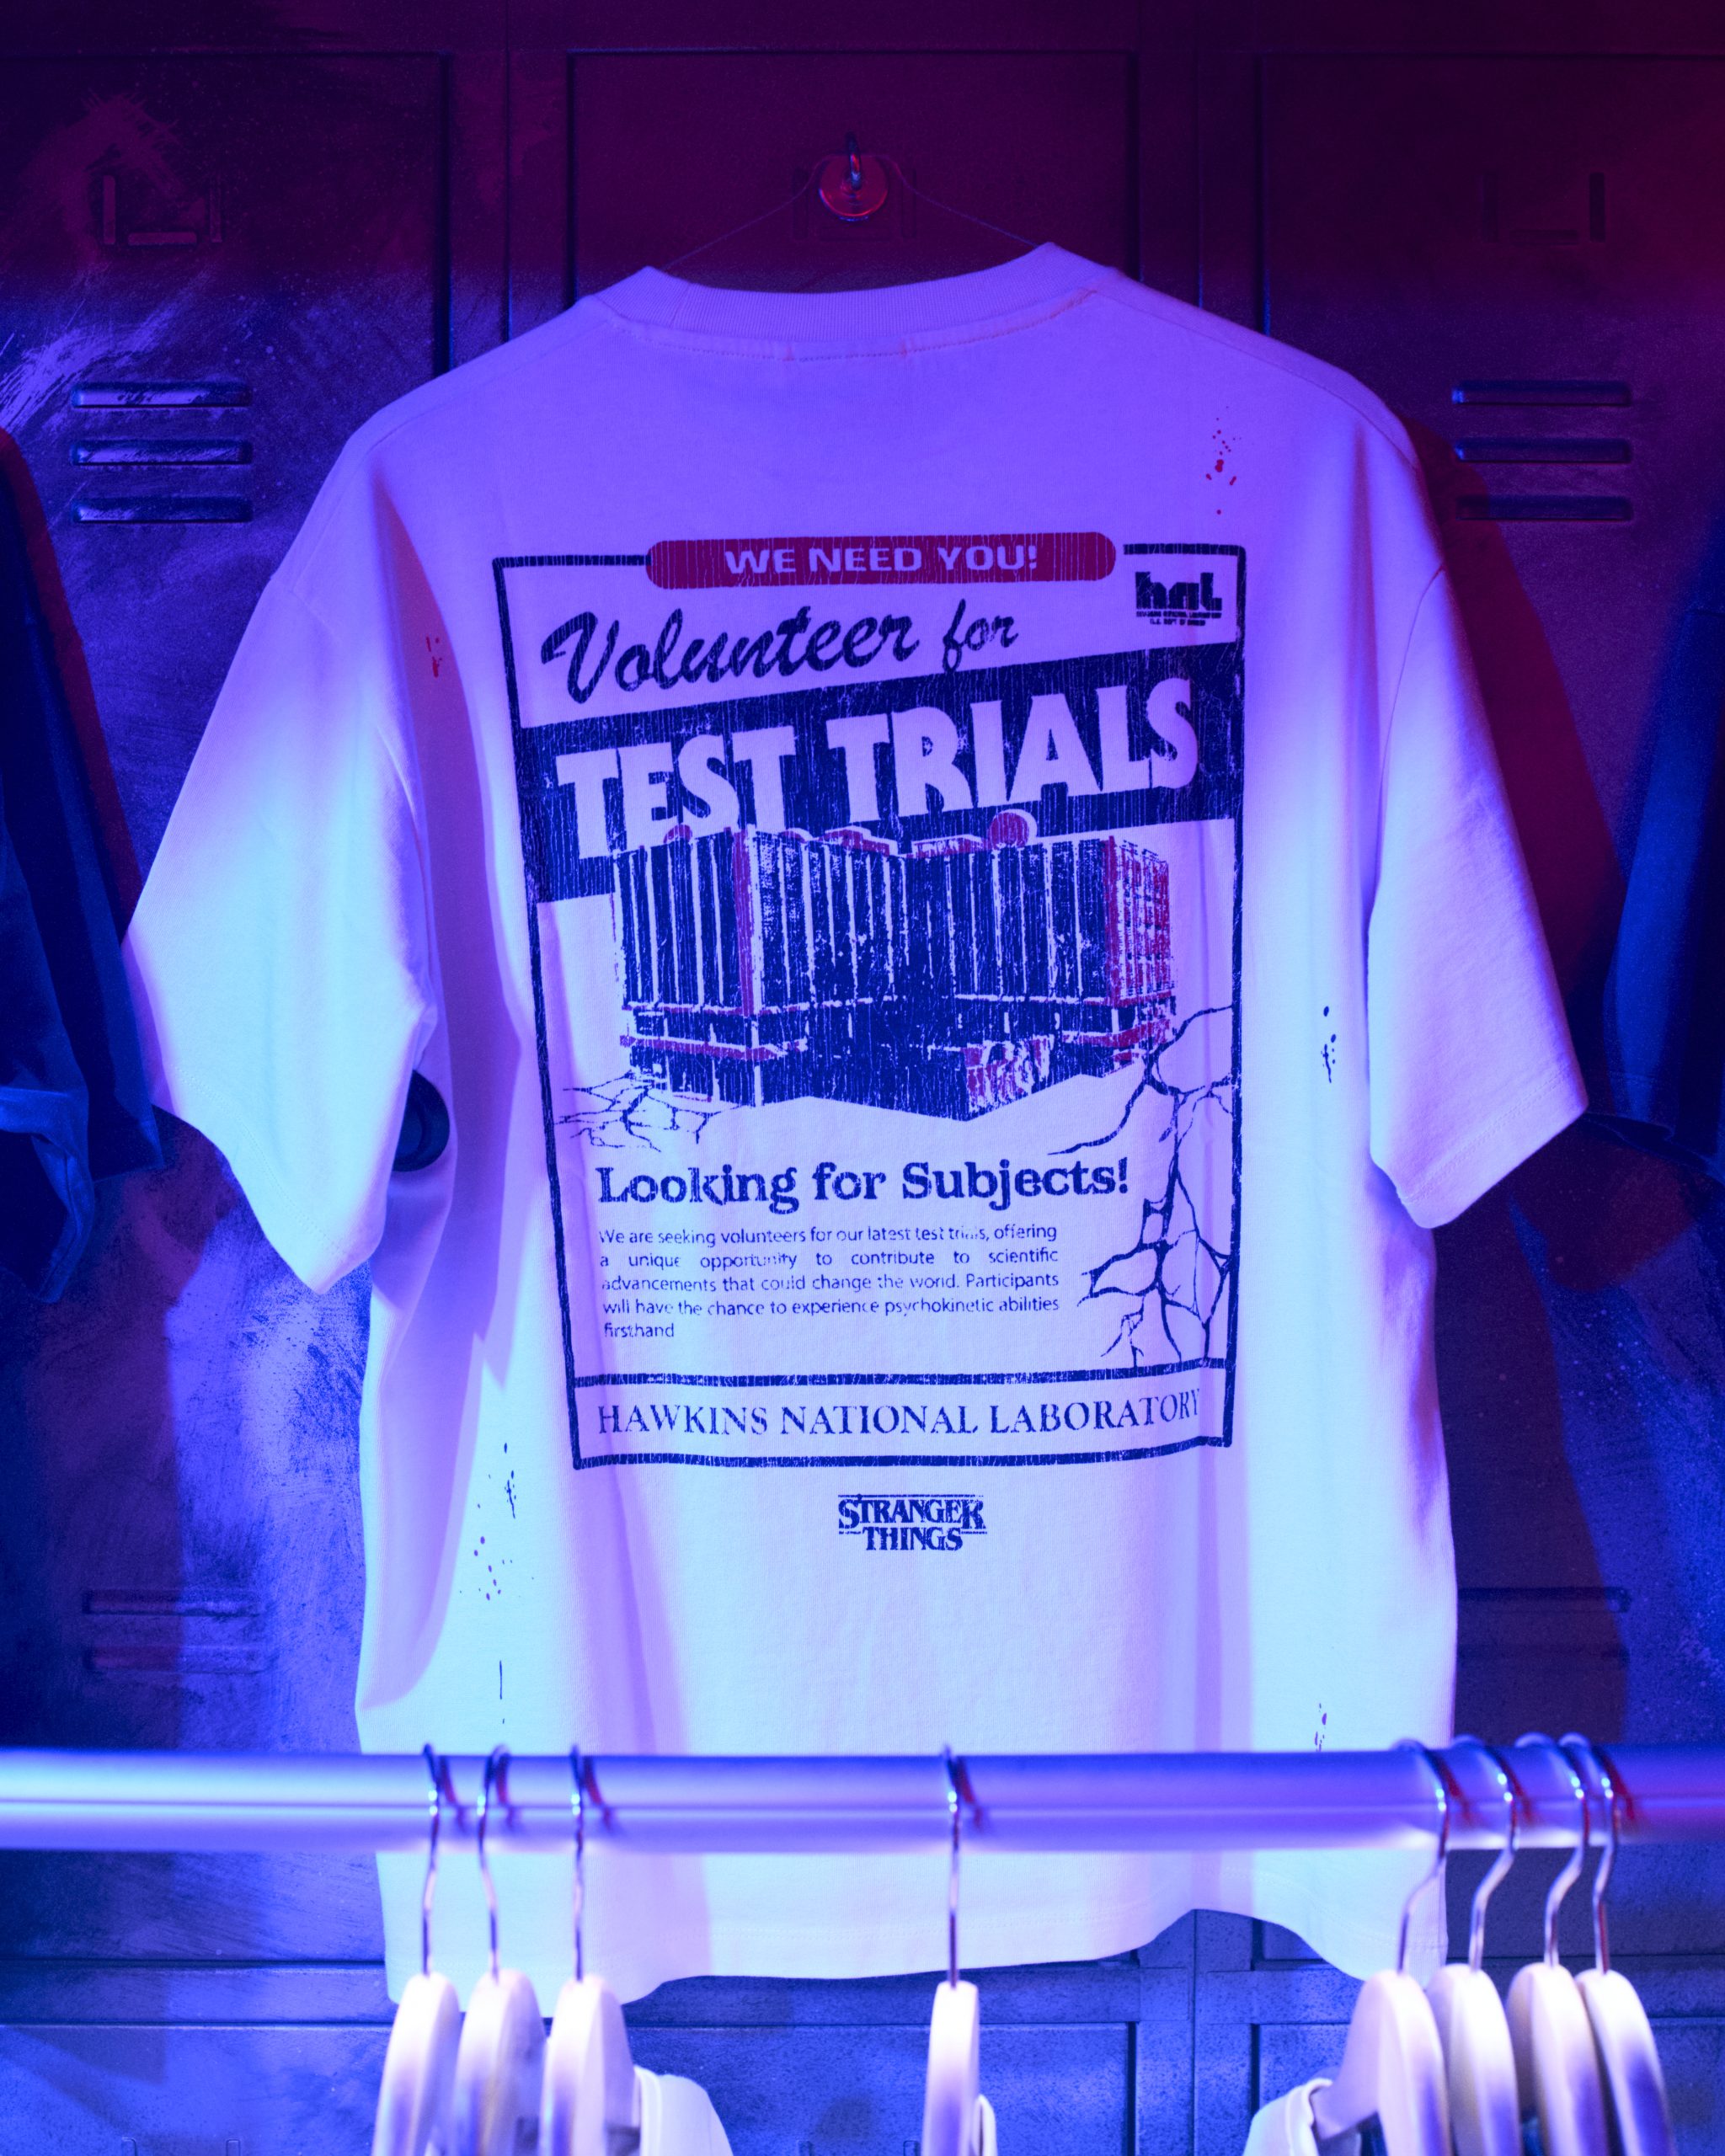 WE NEED YOU!
hnl
Volunteer for
TEST TRIALS
Looking for Subjects!
We are seeking volunteers for our latest test trials, offering
a unique opportunity to contribute to scientific
advancements that could change the world. Participants
will have the chance to experience psychokinetic abilities
firsthand
HAWKINS NATIONAL LABORATORY
STRANGER
THINGS